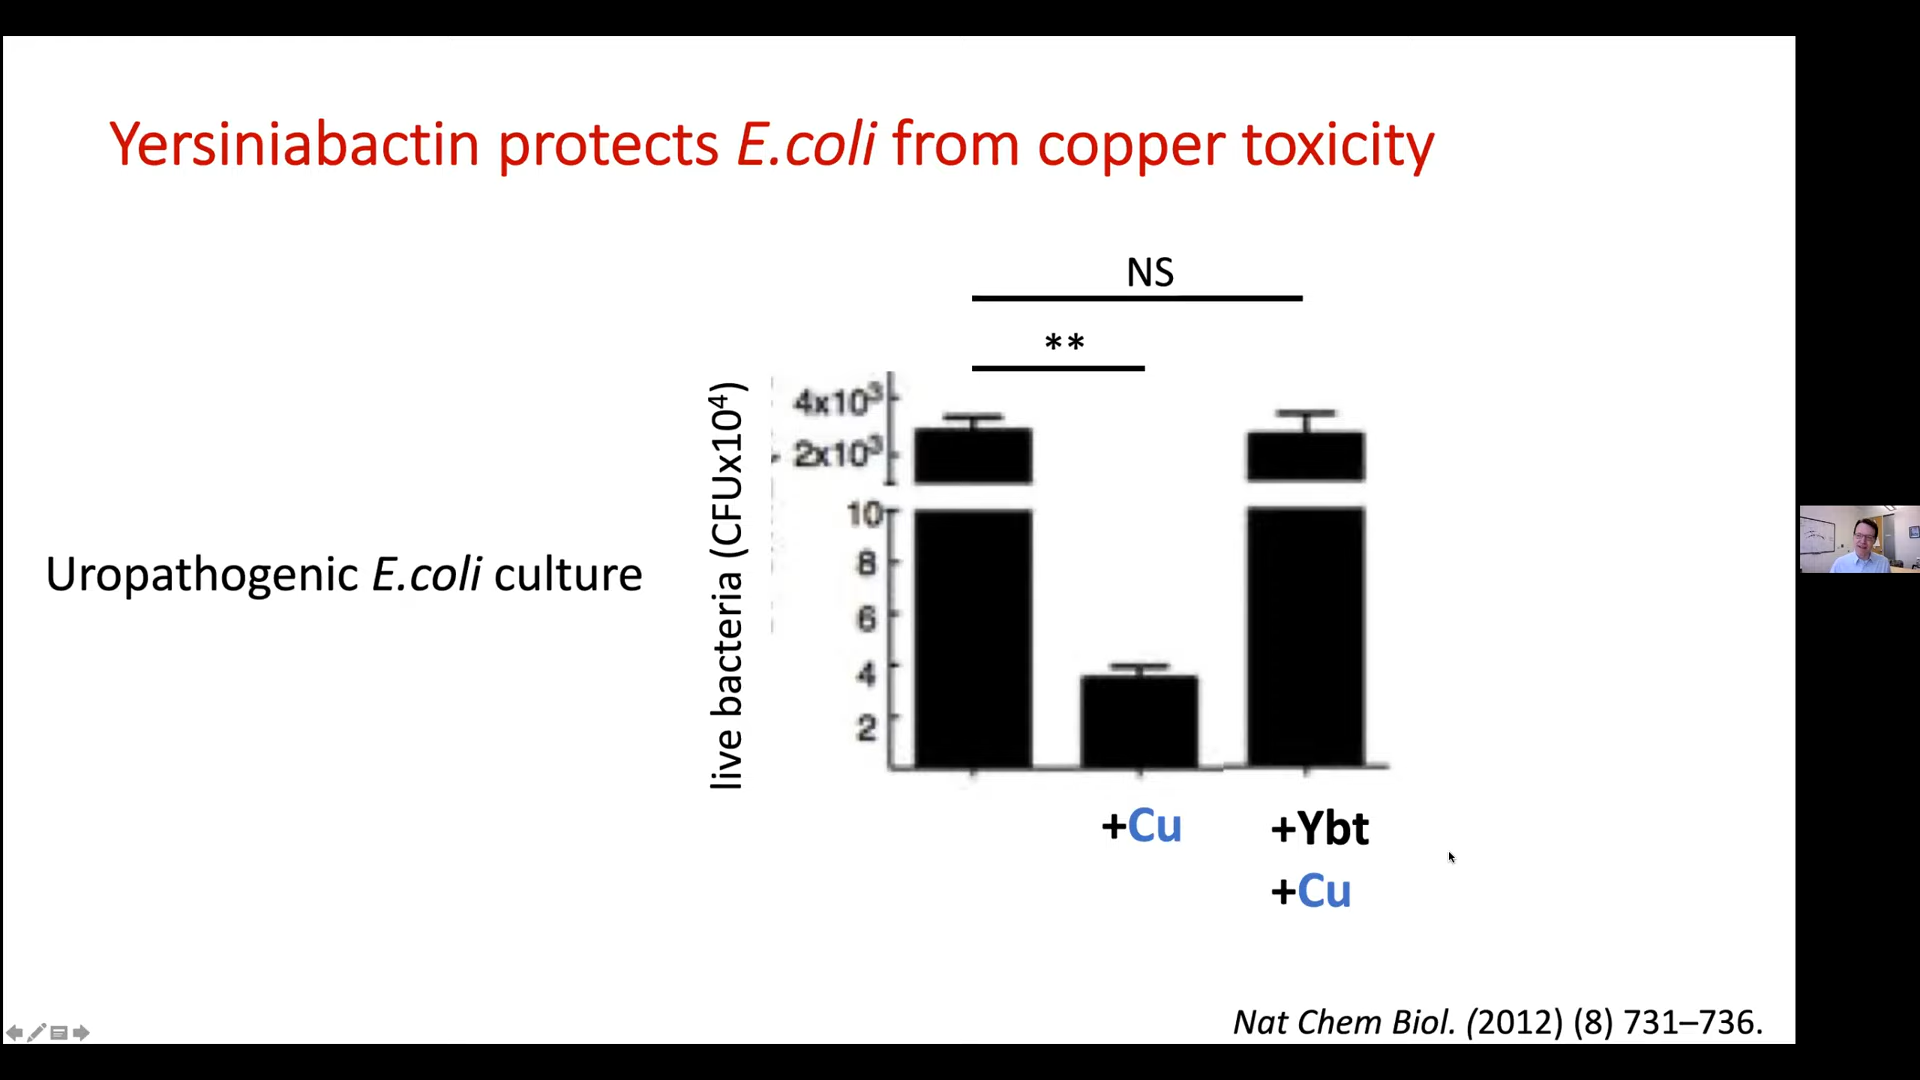 Yersiniabactin protects E.coli from copper toxicity
NS
**
4x10³
2x10³
10
8
6
4
2
live bacteria (CFUx10⁴)
Uropathogenic E.coli culture
+Cu
+Ybt
+Cu
Nat Chem Biol. (2012) (8) 731–736.